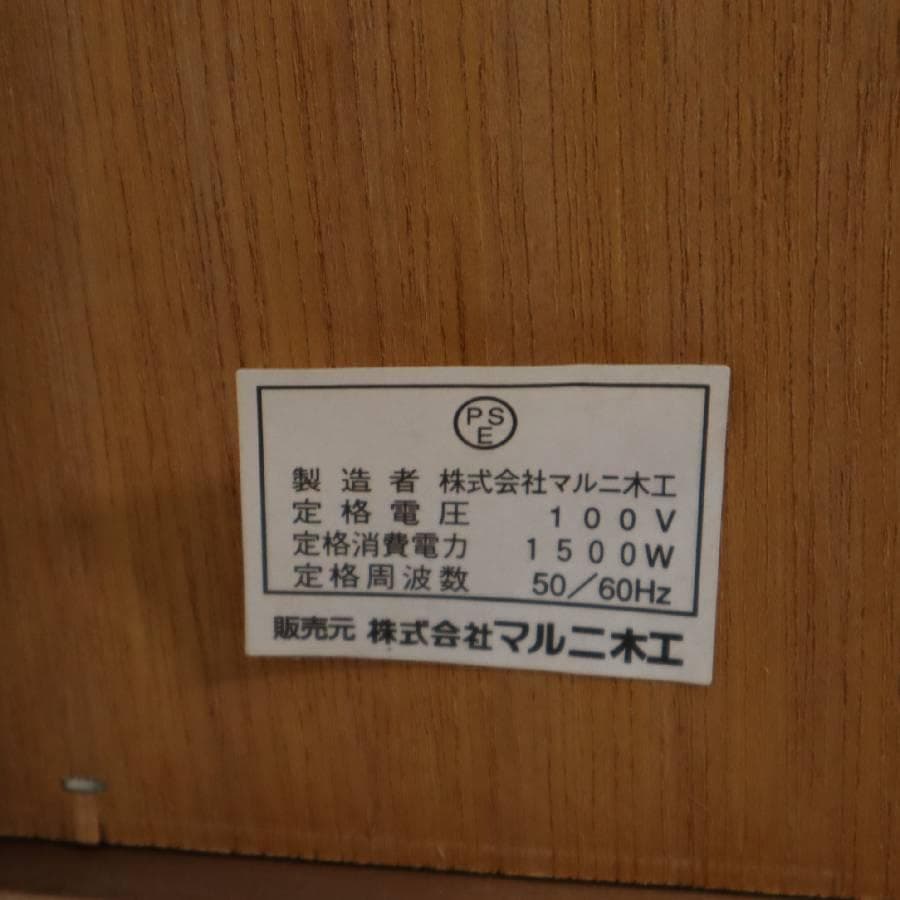 PS
E
製造者 株式会社マルニ木工
定格電圧 100V
定格消費電力 1500W
定格周波数 50/60Hz
販売元 株式会社マルニ木工